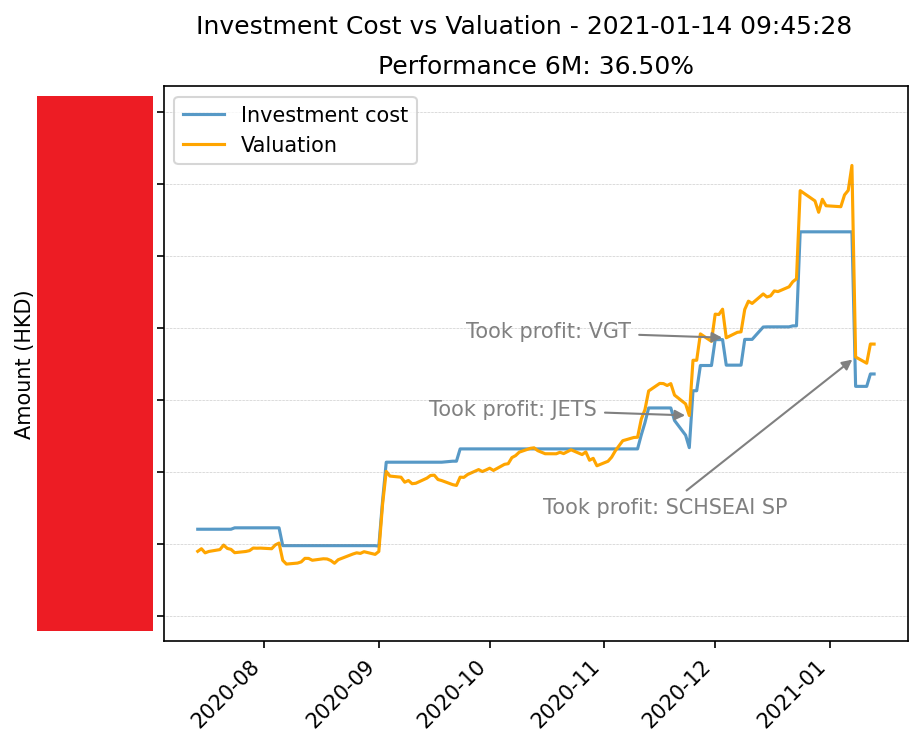 Investment Cost vs Valuation - 2021-01-14 09:45:28
Performance 6M: 36.50%
Investment cost
Valuation
Amount (HKD)
Took profit: VGT
Took profit: JETS
Took profit: SCHSEAI SP
2020-08
2020-09
2020-10
2020-11
2020-12
2021-01